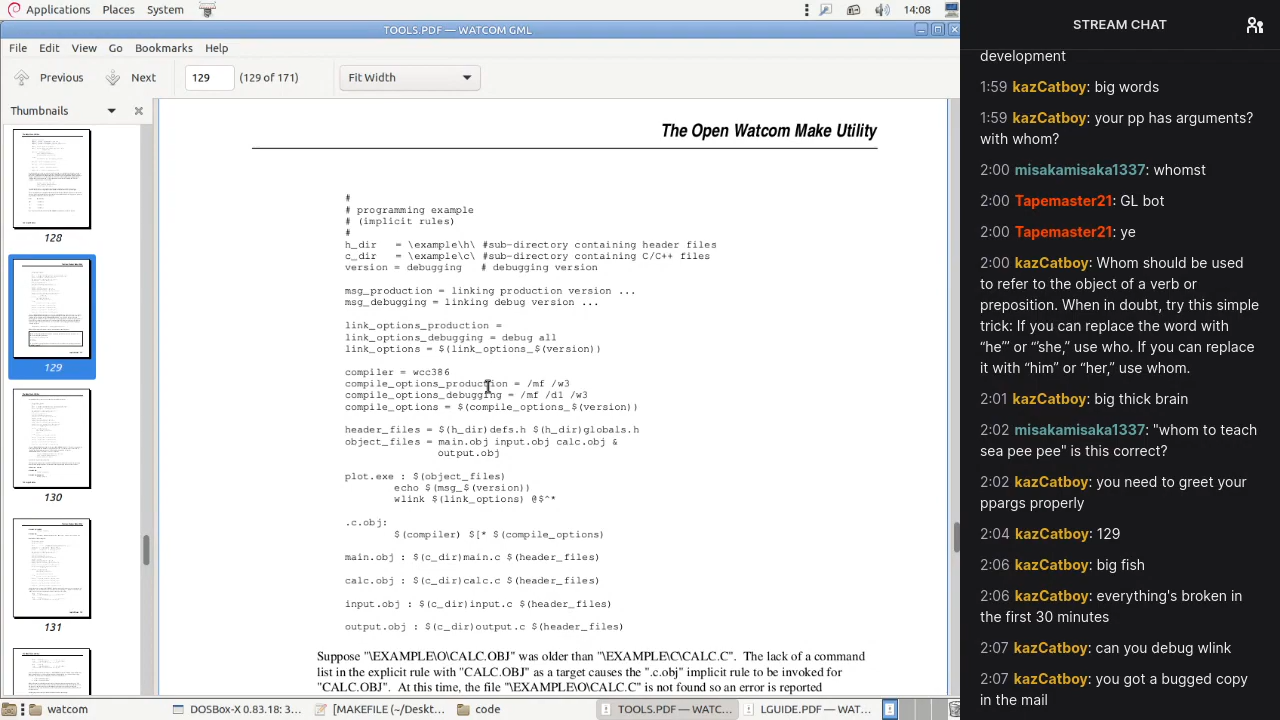 Applications Places System
14:08
TOOLS.PDF — WATCOM GML
File Edit View Go Bookmarks Help
Previous Next 129 (129 of 171) Fit Width
Thumbnails
128
129
130
131
The Open Watcom Make Utility
#
# programming example
# (implicit rules)
#
h_dir = \example\h\ #sub-directory containing header files
c_dir = \example\c\ #sub-directory containing C/C++ files
version = debugging # debugging version
msg_production = linking production version ...
msg_debugging = linking debug version ...
link_options_production =
link_options_debugging = debug all
link_options = $(link_options_$(version))
compiler = wcc386
compile_options_production = /mf /w3
compile_options_debugging = /mf /d1 /w3
compile_options = $(compile_options_$(version))
header_files = $(h_dir)defs.h $(h_dir)globals.h
object_files = main.obj input.obj calc.obj &
output.obj
plot.exe : $(object_files)
echo $(msg_$(version))
wlink $(link_options) @$^*
.c.obj:
$(compiler) $[* $(compile_options)
main.obj : $(c_dir)main.c $(header_files)
calc.obj : $(c_dir)calc.c $(header_files)
input.obj : $(c_dir)input.c $(header_files)
output.obj : $(c_dir)output.c $(header_files)
Suppose "\EXAMPLE\O\CALC.OBJ" was older than "\EXAMPLE\C\CALC.C". The lack of a command
list in the rule with the "calc.obj" as the target causes the ".c.obj" implicit rule to be invoked for
"CALC.OBJ". At this time, the file "\EXAMPLE\O\CALC.C" is not found so an error is reported
watcom
DOSBox-X 0.83.18: 3...
[MAKEFILE (~/Deskt...
code
TOOLS.PDF — WATC...
LGUIDE.PDF — WAT...
STREAM CHAT
development
1:59 kazCatboy: big words
1:59 kazCatboy: your pp has arguments?
with whom?
2:00 misakamisaka1337: whomst
2:00 Tapemaster21: GL bot
2:00 Tapemaster21: ye
2:00 kazCatboy: Whom should be used
to refer to the object of a verb or
preposition. When in doubt, try this simple
trick: If you can replace the word with
“he”’ or “’she,” use who. If you can replace
it with “him” or “her,” use whom.
2:01 kazCatboy: big thick brain
2:02 misakamisaka1337: "whom to teach
sea pee pee" is this correct?
2:02 kazCatboy: you need to greet your
ppargs properly
2:04 kazCatboy: 129
2:06 kazCatboy: big fish
2:06 kazCatboy: everything's broken in
the first 30 minutes
2:07 kazCatboy: can you debug wlink
2:07 kazCatboy: you got a bugged copy
in the mail